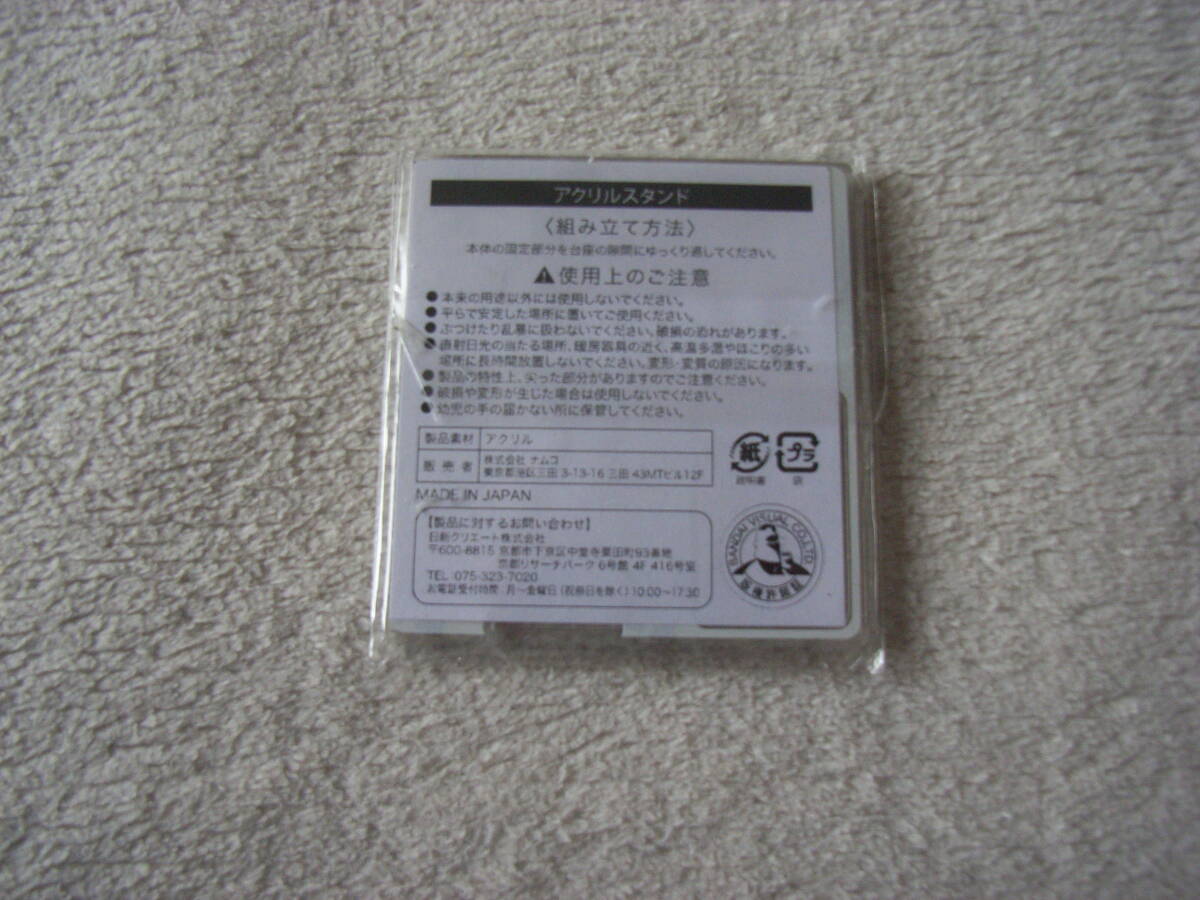 アクリルスタンド
〈組み立て方法〉
本体の固定部分を台座の隙間にゆっくり通してください。
使用上のご注意
●本来の用途以外には使用しないでください。
●平らで安定した場所に置いてご使用ください。
●ぶつけたり乱暴に扱わないでください。破損の恐れがあります。
●直射日光の当たる場所、暖房器具の近く、高温多湿やほこりの多い
場所に長時間放置しないでください。変形・変質の原因になります。
●製品の特性上、尖った部分がありますのでご注意ください。
●破損や変形が生じた場合は使用しないでください。
●幼児の手の届かない所に保管してください。
製品素材 アクリル
販売者 株式会社 ナムコ
東京都港区三田 3-13-16 三田 43MTビル12F
紙 プラ
説明書 袋
MADE IN JAPAN
【製品に対するお問い合わせ】
日創クリエート株式会社
〒600-8815 京都市下京区中堂寺粟田町93番地
京都リサーチパーク 6号館 4F 416号室
TEL 075-323-7020
お電話受付時間 月～金曜日(祝祭日を除く)10:00～17:30
BANDAI VISUAL CO.,LTD
版権許諾証